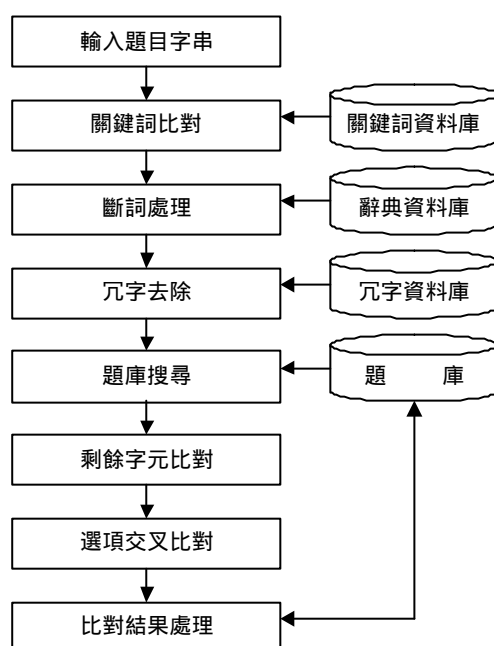 輸入題目字串
關鍵詞比對
關鍵詞資料庫
斷詞處理
辭典資料庫
冗字去除
冗字資料庫
題庫搜尋
題 庫
剩餘字元比對
選項交叉比對
比對結果處理